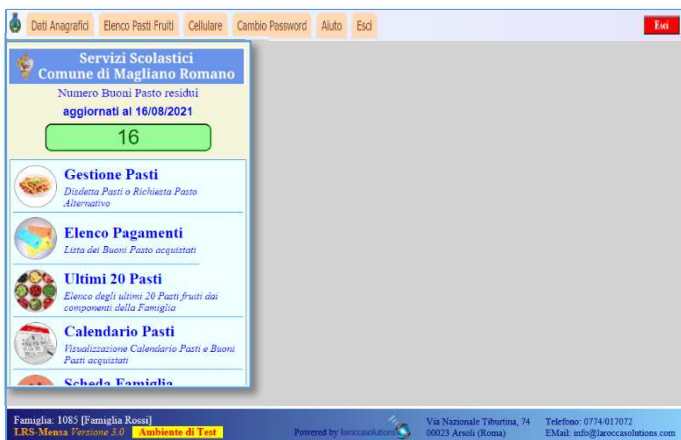 Dati Anagrafici Elenco Pasti Fruiti Cellulare Cambio Password Aiuto Esci Esci
Servizi Scolastici
Comune di Magliano Romano
Numero Buoni Pasto residui
aggiornati al 16/08/2021
16
Gestione Pasti
Disdetta Pasti o Richiesta Pasto
Alternativo
Elenco Pagamenti
Lista dei Buoni Pasto acquistati
Ultimi 20 Pasti
Elenco degli ultimi 20 Pasti fruiti dai
componenti della Famiglia
Calendario Pasti
Visualizzazione Calendario Pasti e Buoni
Pasti acquistati
Scheda Famiglia
Famiglia: 1085 [Famiglia Rossi]
LRS-Mensa Versione 3.0 Ambiente di Test
Powered by laroccasolutions
Via Nazionale Tiburtina, 74
00023 Arsoli (Roma)
Telefono: 0774/017072
EMail: info@laroccasolutions.com